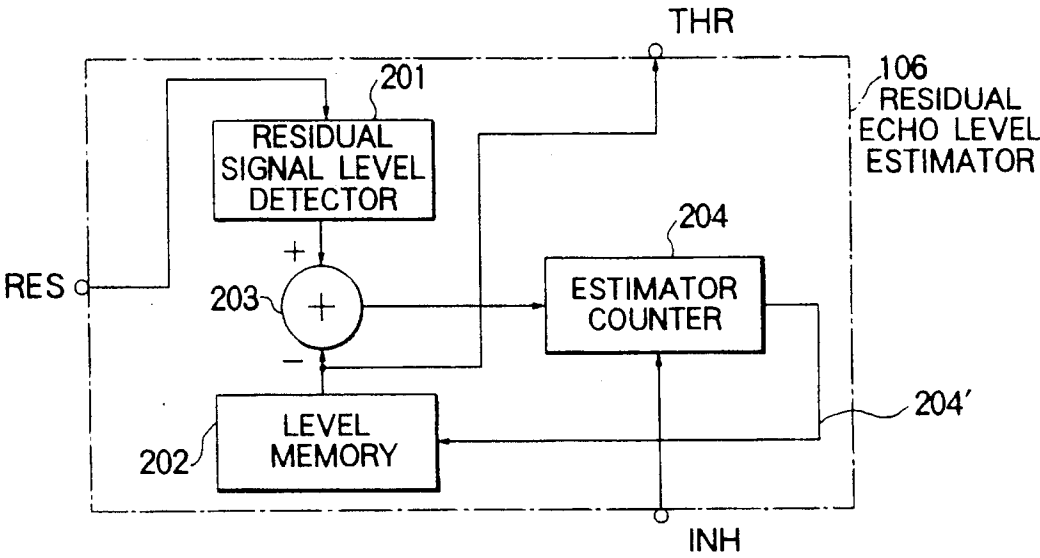 THR
201
106
RESIDUAL
ECHO LEVEL
ESTIMATOR
RESIDUAL
SIGNAL LEVEL
DETECTOR
204
+
RES
203
+
ESTIMATOR
COUNTER
−
204'
LEVEL
MEMORY
202
INH